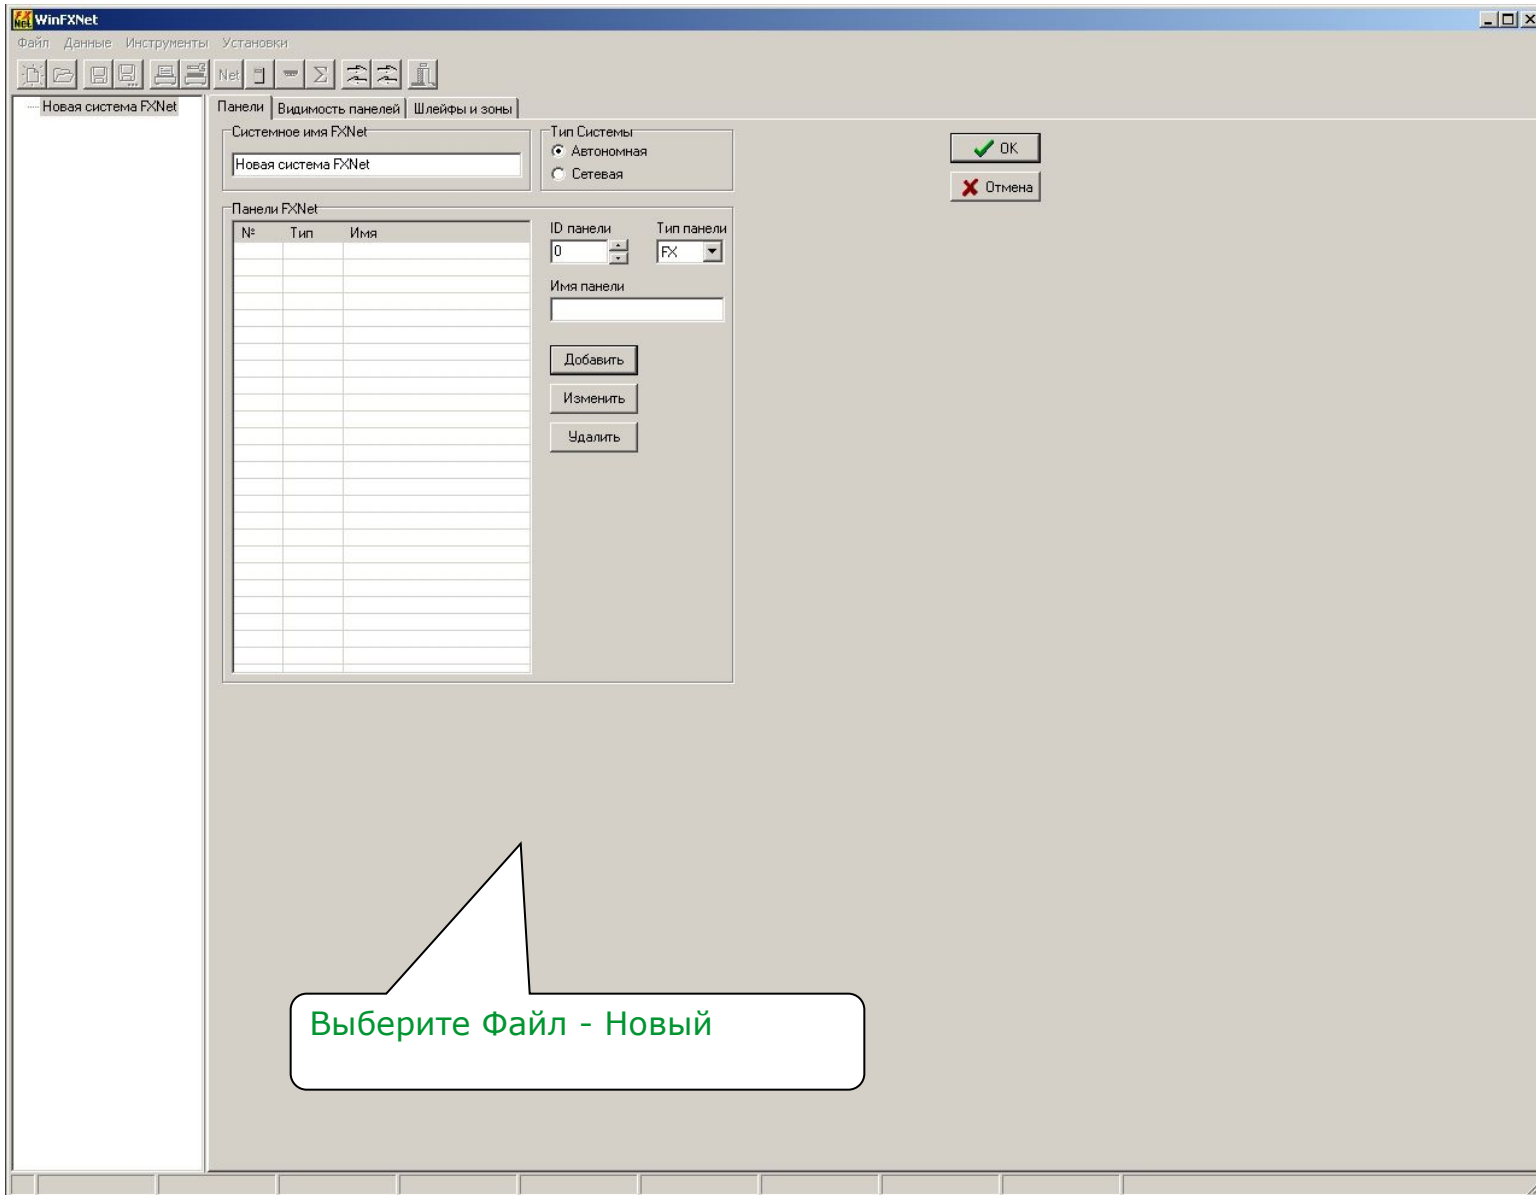 WinFXNet
Файл Данные Инструменты Установки
Net Σ
Новая система FXNet
Панели Видимость панелей Шлейфы и зоны
Системное имя FXNet
Новая система FXNet
Тип Системы
Автономная
Сетевая
OK
Отмена
Панели FXNet
№ Тип Имя
ID панели Тип панели
0 FX
Имя панели
Добавить
Изменить
Удалить
Выберите Файл - Новый